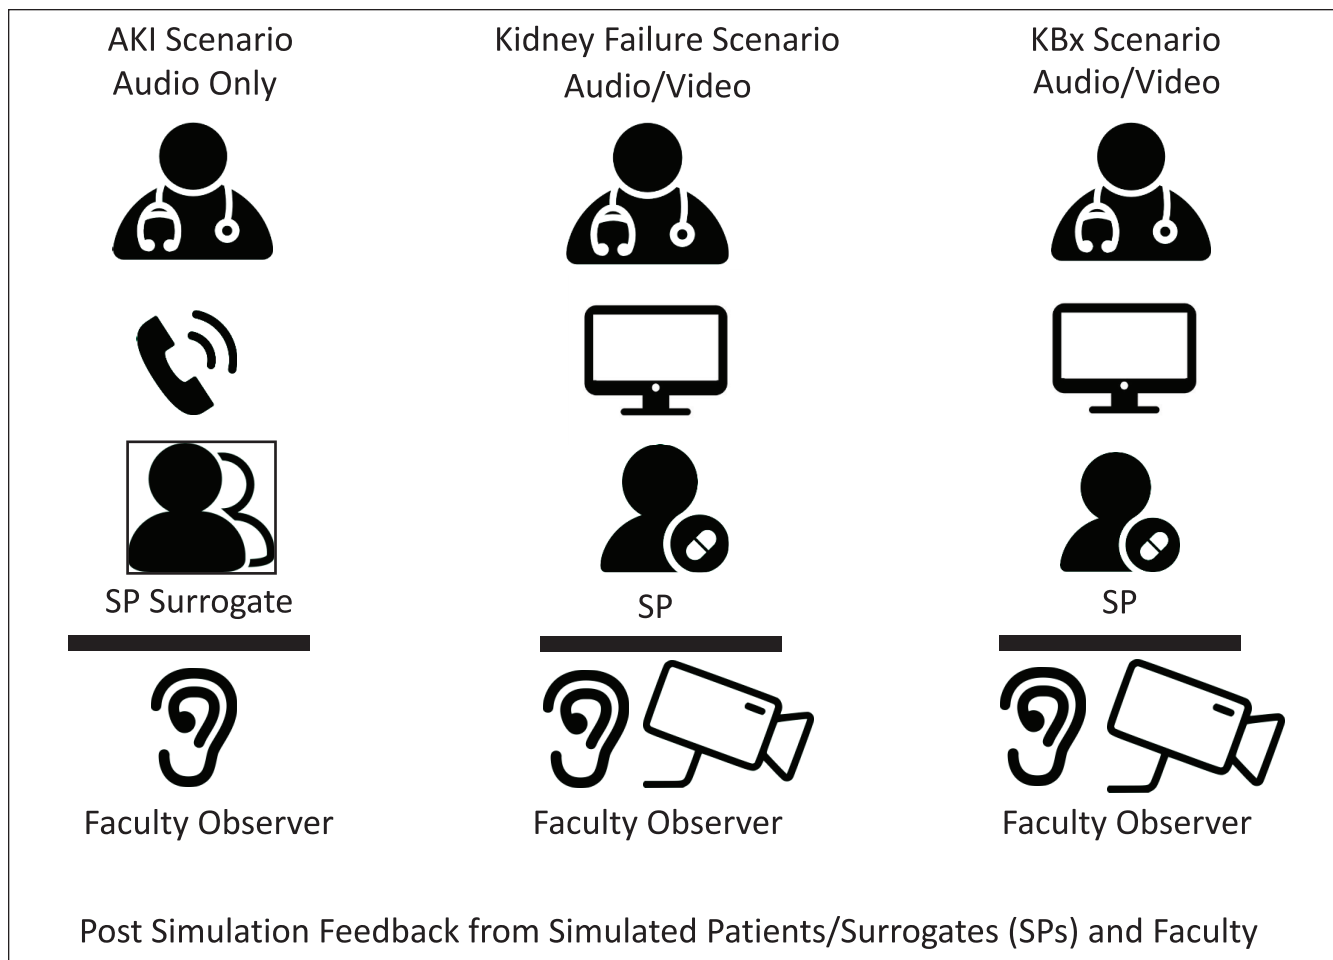 AKI Scenario
Audio Only
Kidney Failure Scenario
Audio/Video
KBx Scenario
Audio/Video
SP Surrogate
SP
SP
Faculty Observer
Faculty Observer
Faculty Observer
Post Simulation Feedback from Simulated Patients/Surrogates (SPs) and Faculty